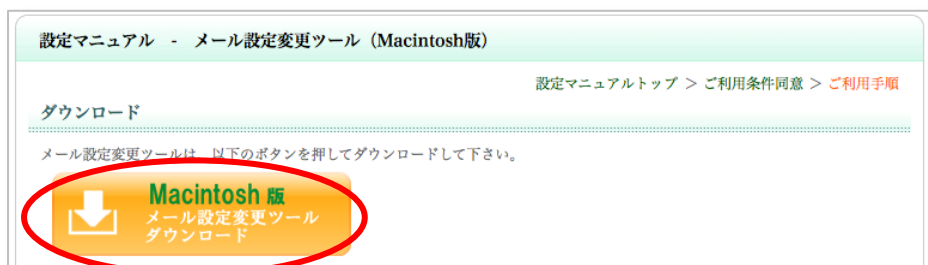 設定マニュアル - メール設定変更ツール（Macintosh版）
設定マニュアルトップ ＞ ご利用条件同意 ＞ ご利用手順
ダウンロード
メール設定変更ツールは、以下のボタンを押してダウンロードして下さい。
Macintosh 版
メール設定変更ツール
ダウンロード